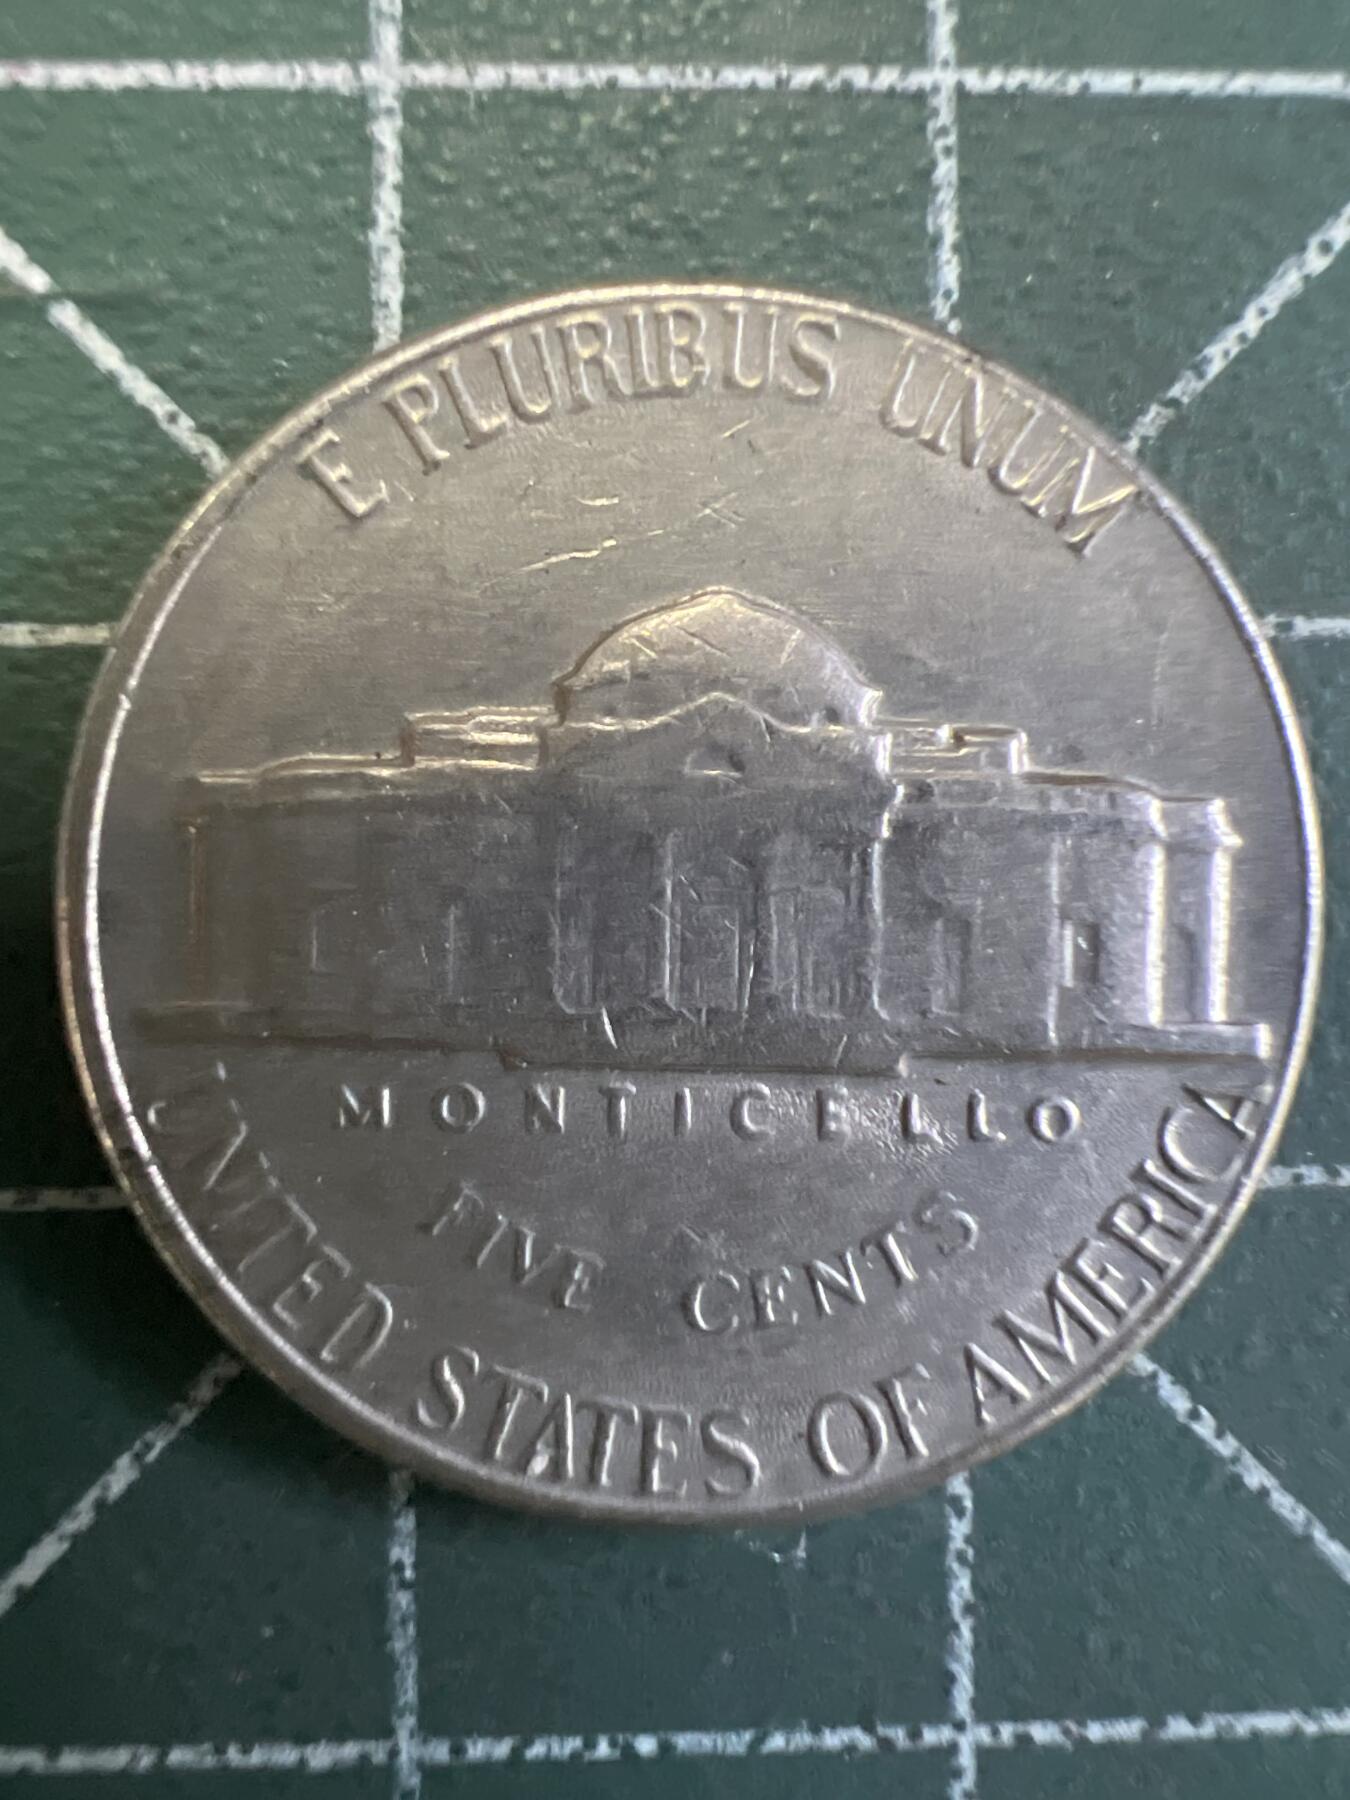 E PLURIBUS UNUM
MONTICELLO
FIVE CENTS
UNITED STATES OF AMERICA